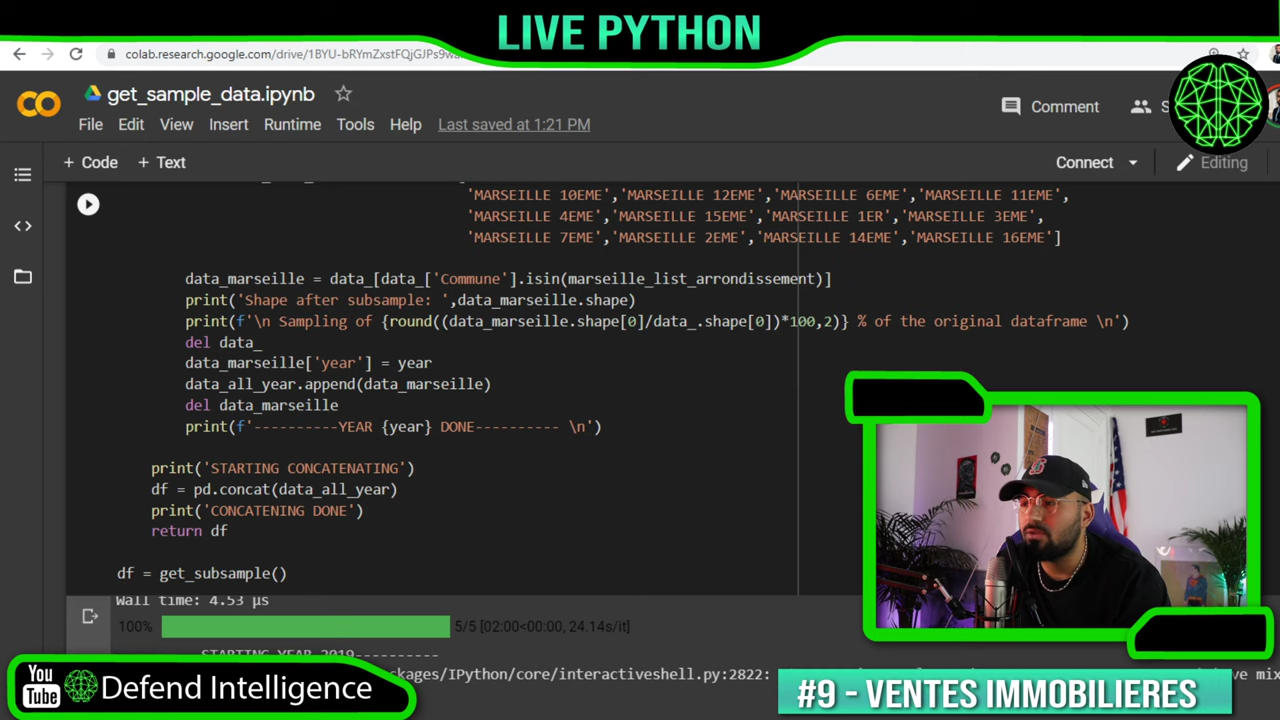 LIVE PYTHON
colab.research.google.com/drive/1BYU-bRYmZxstFQjGJPs9w
CO get_sample_data.ipynb
File Edit View Insert Runtime Tools Help Last saved at 1:21 PM
Comment
+ Code + Text
Connect Editing
'MARSEILLE 10EME','MARSEILLE 12EME','MARSEILLE 6EME','MARSEILLE 11EME',
'MARSEILLE 4EME','MARSEILLE 15EME','MARSEILLE 1ER','MARSEILLE 3EME',
'MARSEILLE 7EME','MARSEILLE 2EME','MARSEILLE 14EME','MARSEILLE 16EME']
data_marseille = data_[data_['Commune'].isin(marseille_list_arrondissement)]
print('Shape after subsample: ',data_marseille.shape)
print(f'\n Sampling of {round((data_marseille.shape[0]/data_.shape[0])*100,2)} % of the original dataframe \n')
del data_
data_marseille['year'] = year
data_all_year.append(data_marseille)
del data_marseille
print(f'----------YEAR {year} DONE---------- \n')
print('STARTING CONCATENATING')
df = pd.concat(data_all_year)
print('CONCATENING DONE')
return df
df = get_subsample()
Wall time: 4.53 µs
100% 5/5 [02:00<00:00, 24.14s/it]
STARTING YEAR 2019----------
ackages/IPython/core/interactiveshell.py:2822:
You Tube Defend Intelligence
#9 - VENTES IMMOBILIERES